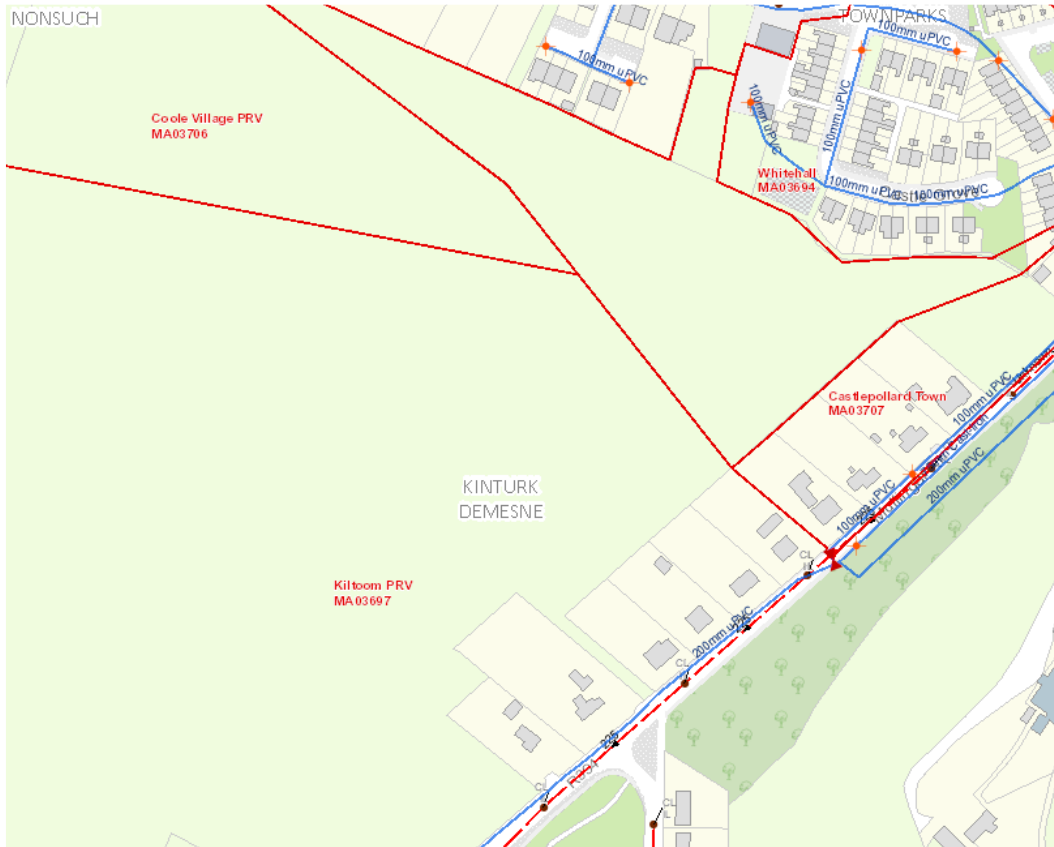 NONSUCH
TOWNPARKS
100mm uPVC
100mm uPVC
100mm uPVC
100mm uPVC
Coole Village PRV
MA03706
Whitehall
MA03694
100mm uPVC
100mm uPVC
Castlepollard Town
MA03707
100mm uPVC
200mm uPVC
100mm uPVC
225
KINTURK
DEMESNE
CL
Kiltoom PRV
MA03697
200mm uPVC
225
CL
225
R394
CL
CL